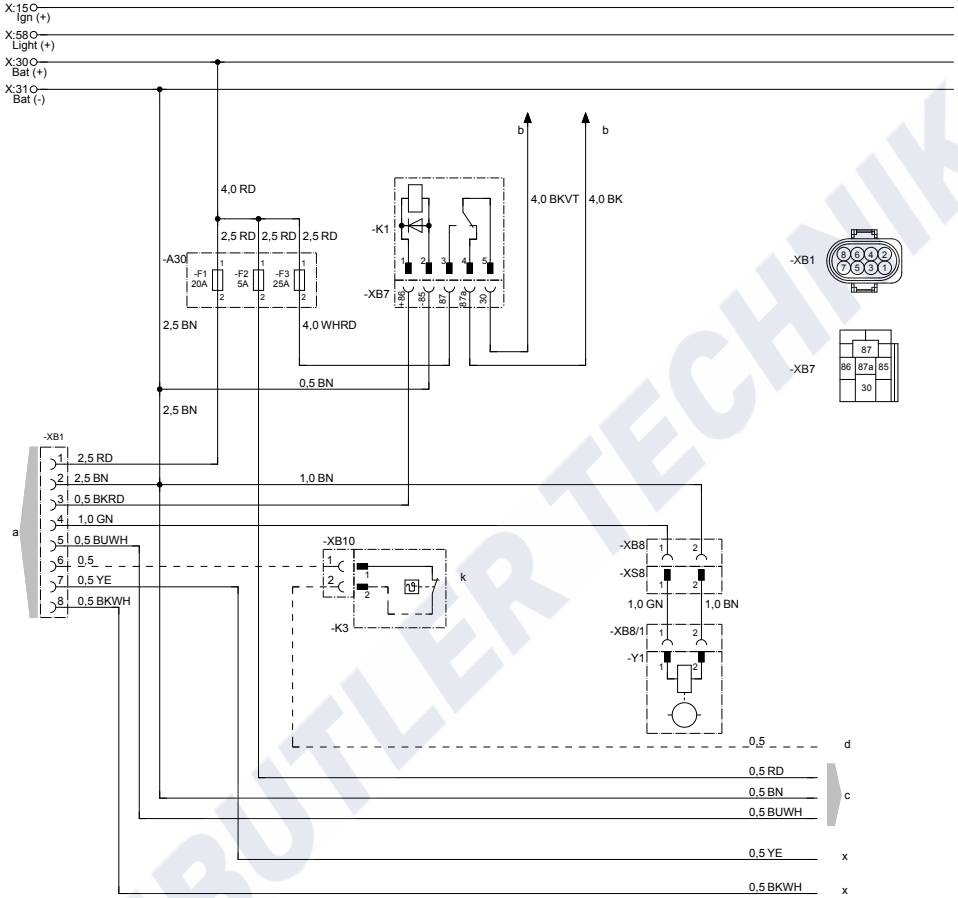 X:15
Ign (+)
X:58
Light (+)
X:30
Bat (+)
X:31
Bat (-)
b
b
4,0 RD
4,0 BKVT
4,0 BK
2,5 RD
2,5 RD
2,5 RD
-K1
1
2
3
4
5
-XB7
+86
-85
87
87a
30
-A30
1
1
1
-F1
20A
-F2
5A
-F3
25A
2
2
2
2,5 BN
4,0 WHRD
0,5 BN
2,5 BN
-XB1
8
6
4
2
7
5
3
1
-XB7
87
86
87a
85
30
-XB1
a
1
2,5 RD
2
2,5 BN
1,0 BN
3
0,5 BKRD
4
1,0 GN
5
0,5 BUWH
6
0,5
7
0,5 YE
8
0,5 BKWH
-XB10
1
2
1
2
k
-K3
-XB8
1
2
-XS8
1
2
1,0 GN
1,0 BN
-XB8/1
1
2
-Y1
1
2
0,5
d
0,5 RD
0,5 BN
c
0,5 BUWH
0,5 YE
x
0,5 BKWH
x
BUTLER TECHNIK